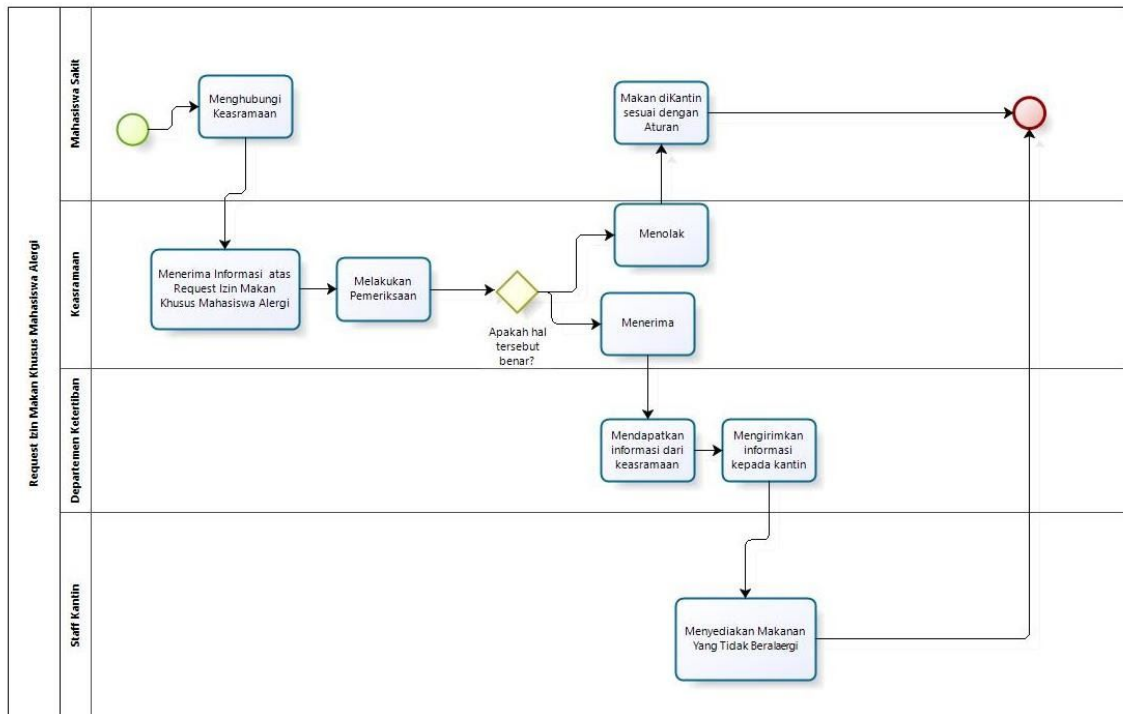 Request Izin Makan Khusus Mahasiswa Alergi
Mahasiswa Sakit
Menghubungi
Keasramaan
Makan diKantin
sesuai dengan
Aturan
Keasramaan
Menerima Informasi atas
Request Izin Makan
Khusus Mahasiswa Alergi
Melakukan
Pemeriksaan
Apakah hal
tersebut
benar?
Menolak
Menerima
Departemen Ketertiban
Mendapatkan
informasi dari
keasramaan
Mengirimkan
informasi
kepada kantin
Staff Kantin
Menyediakan Makanan
Yang Tidak Beralaergi